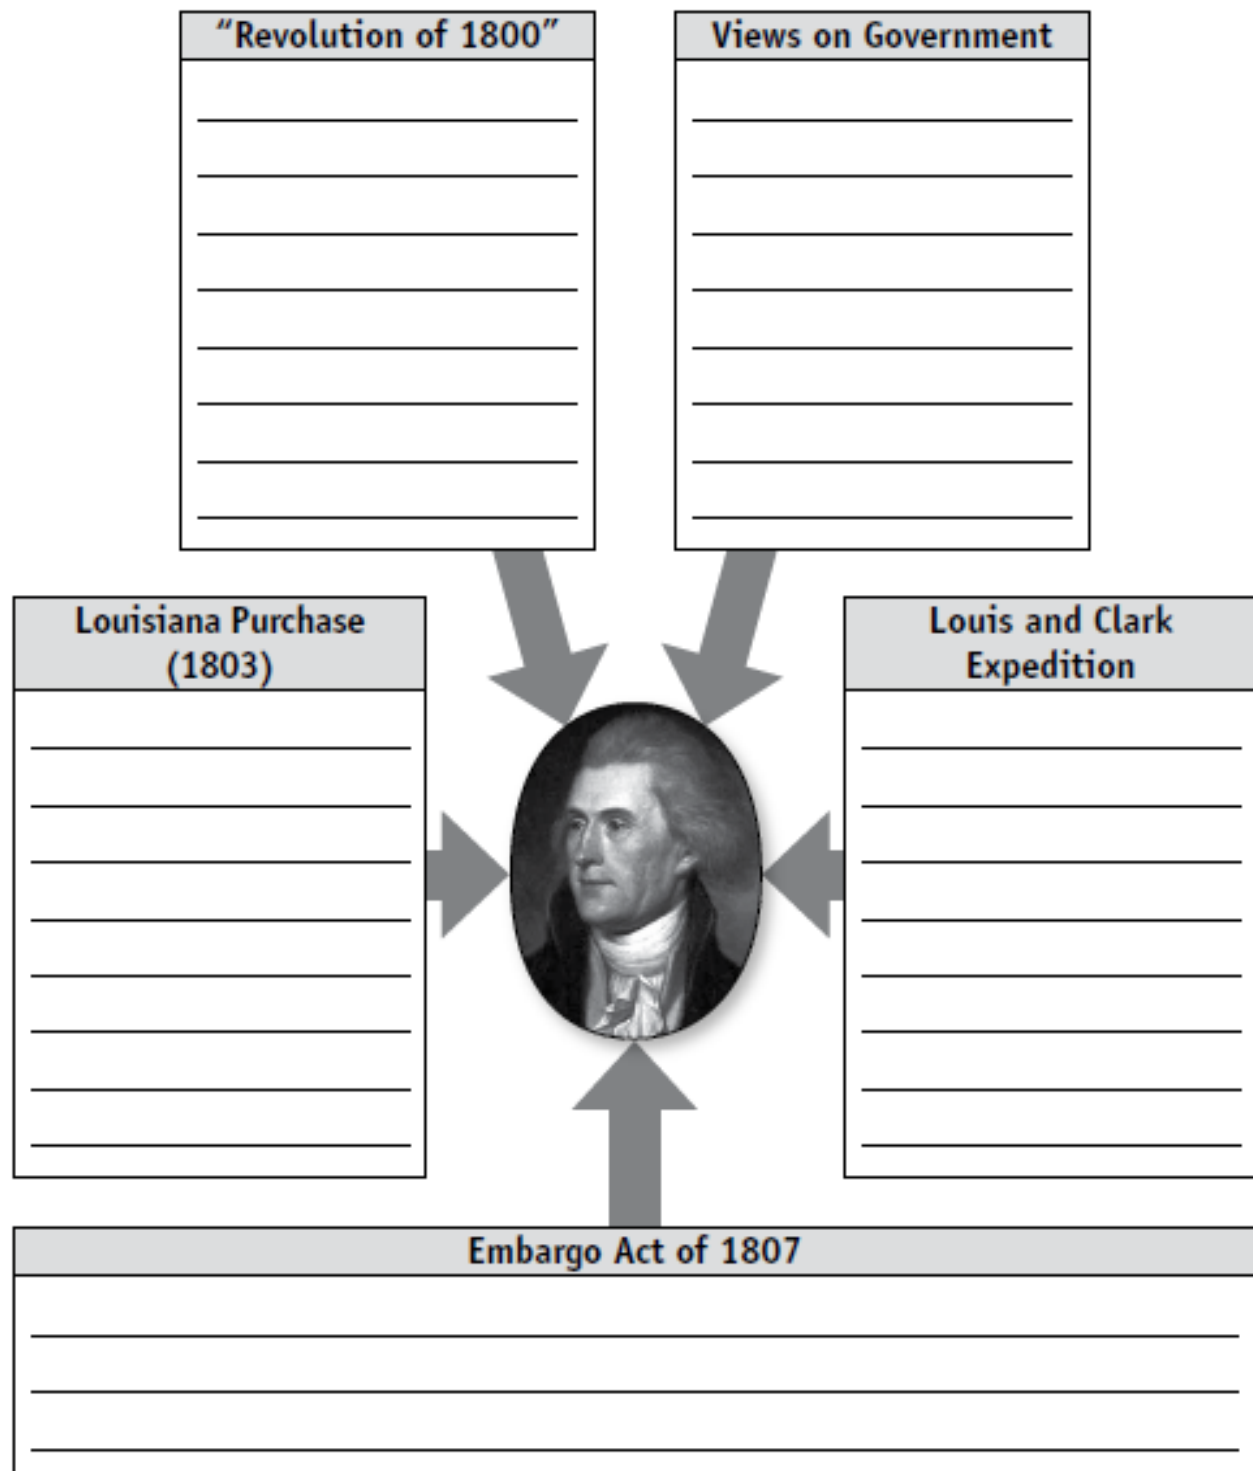 “Revolution of 1800”
Views on Government
Louisiana Purchase
(1803)
Louis and Clark
Expedition
Embargo Act of 1807